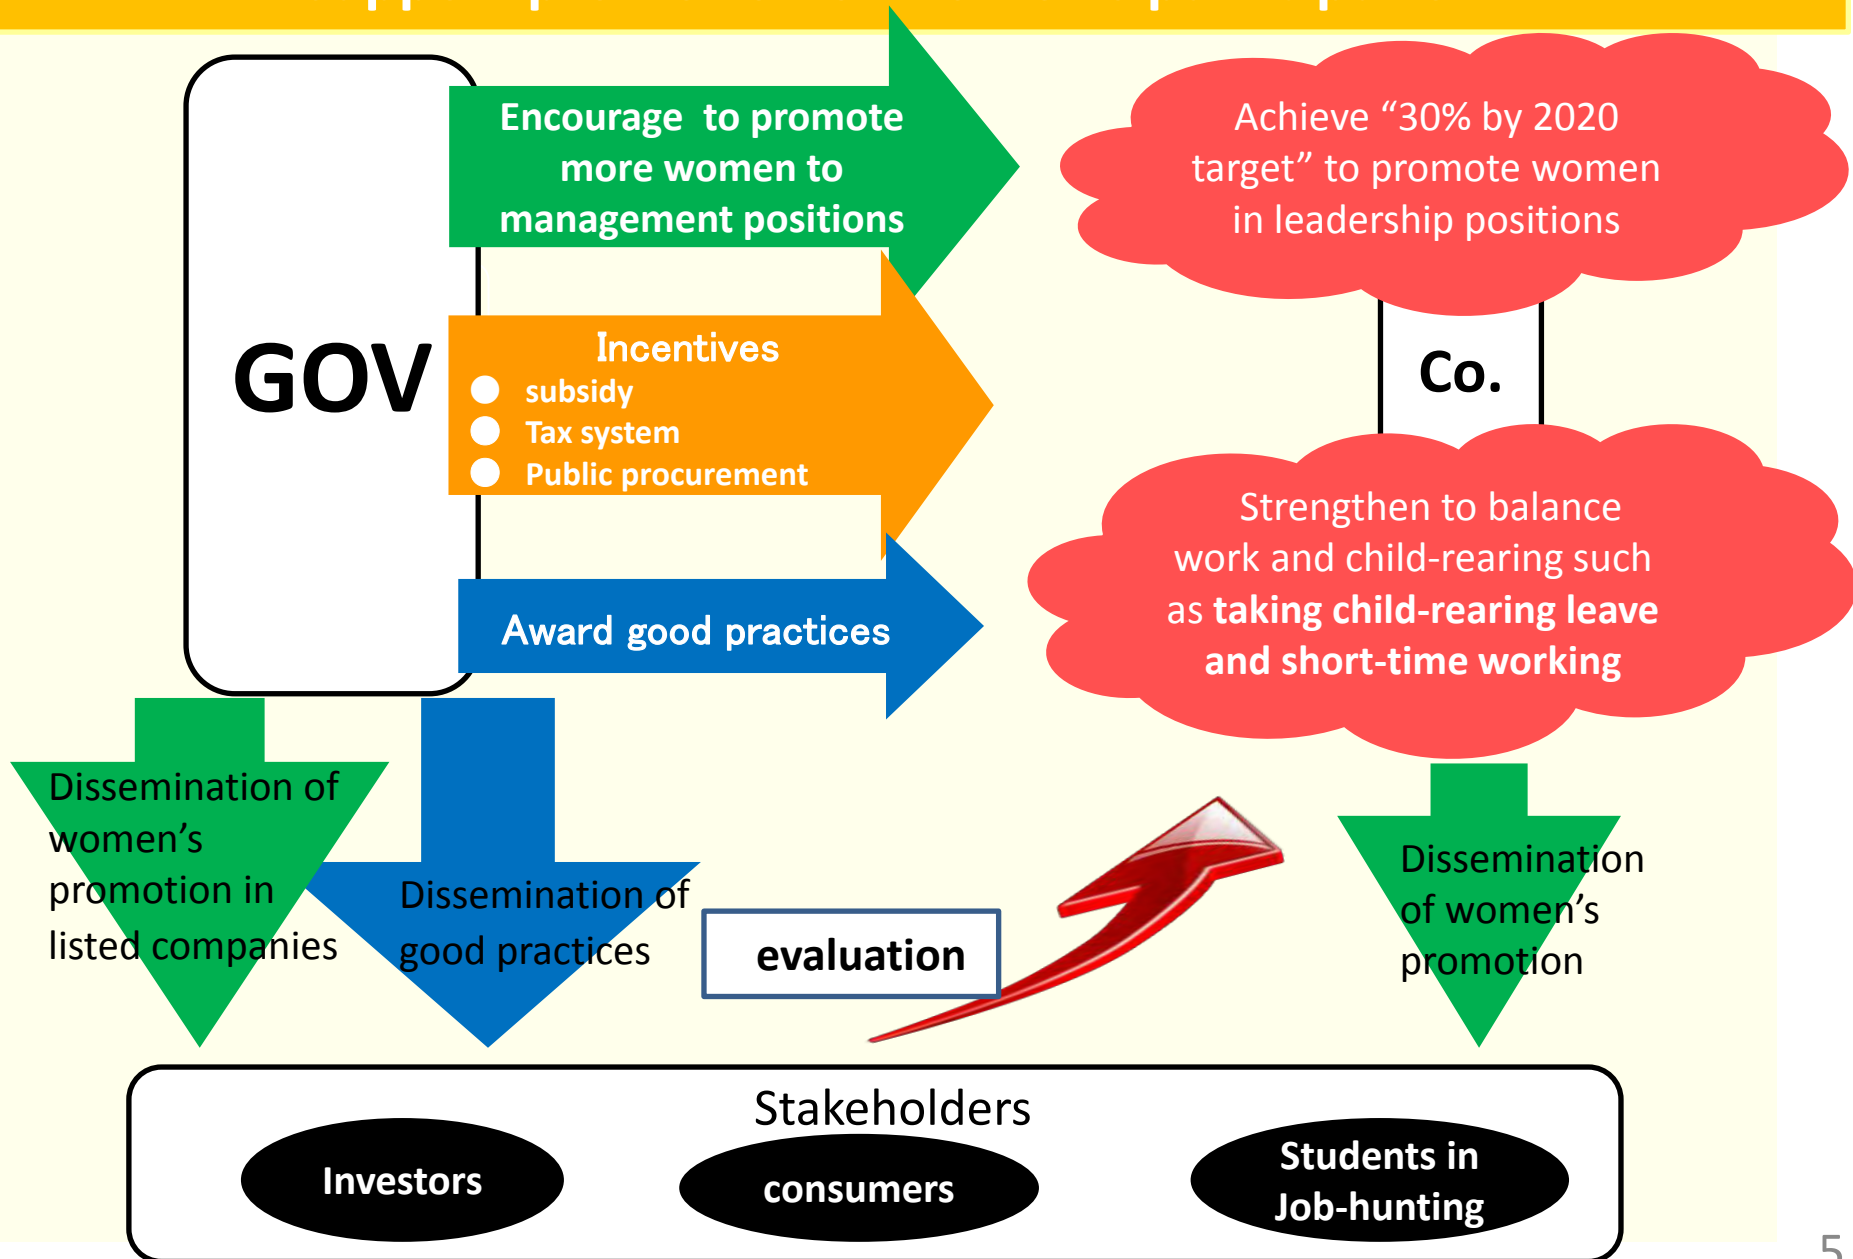 Encourage to promote
more women to
management positions
Achieve “30% by 2020
target” to promote women
in leadership positions
GOV
Incentives
subsidy
Tax system
Public procurement
Co.
Strengthen to balance
work and child-rearing such
as taking child-rearing leave
and short-time working
Award good practices
Dissemination of
women’s
promotion in
listed companies
Dissemination of
good practices
evaluation
Dissemination
of women’s
promotion
Stakeholders
Investors
consumers
Students in
Job-hunting
5